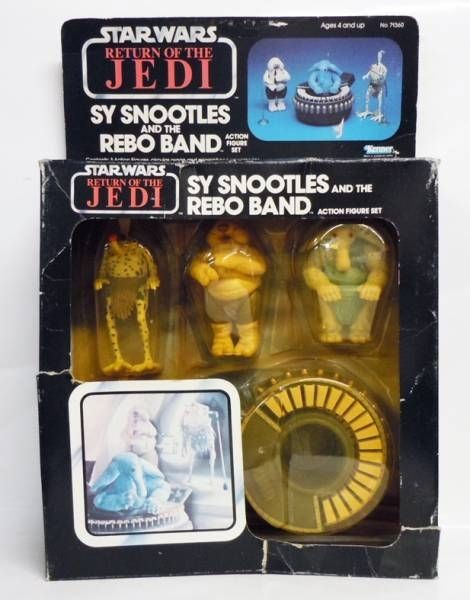 STAR WARS
RETURN OF THE
JEDI
Ages 4 and up
No. 71360
SY SNOOTLES
AND THE
REBO BAND
ACTION
FIGURE
SET
Kenner
STAR WARS
RETURN OF THE
JEDI
SY SNOOTLES AND THE
REBO BAND
ACTION FIGURE SET